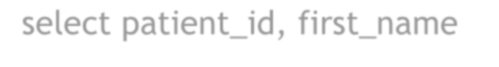 select patient_id, first_name